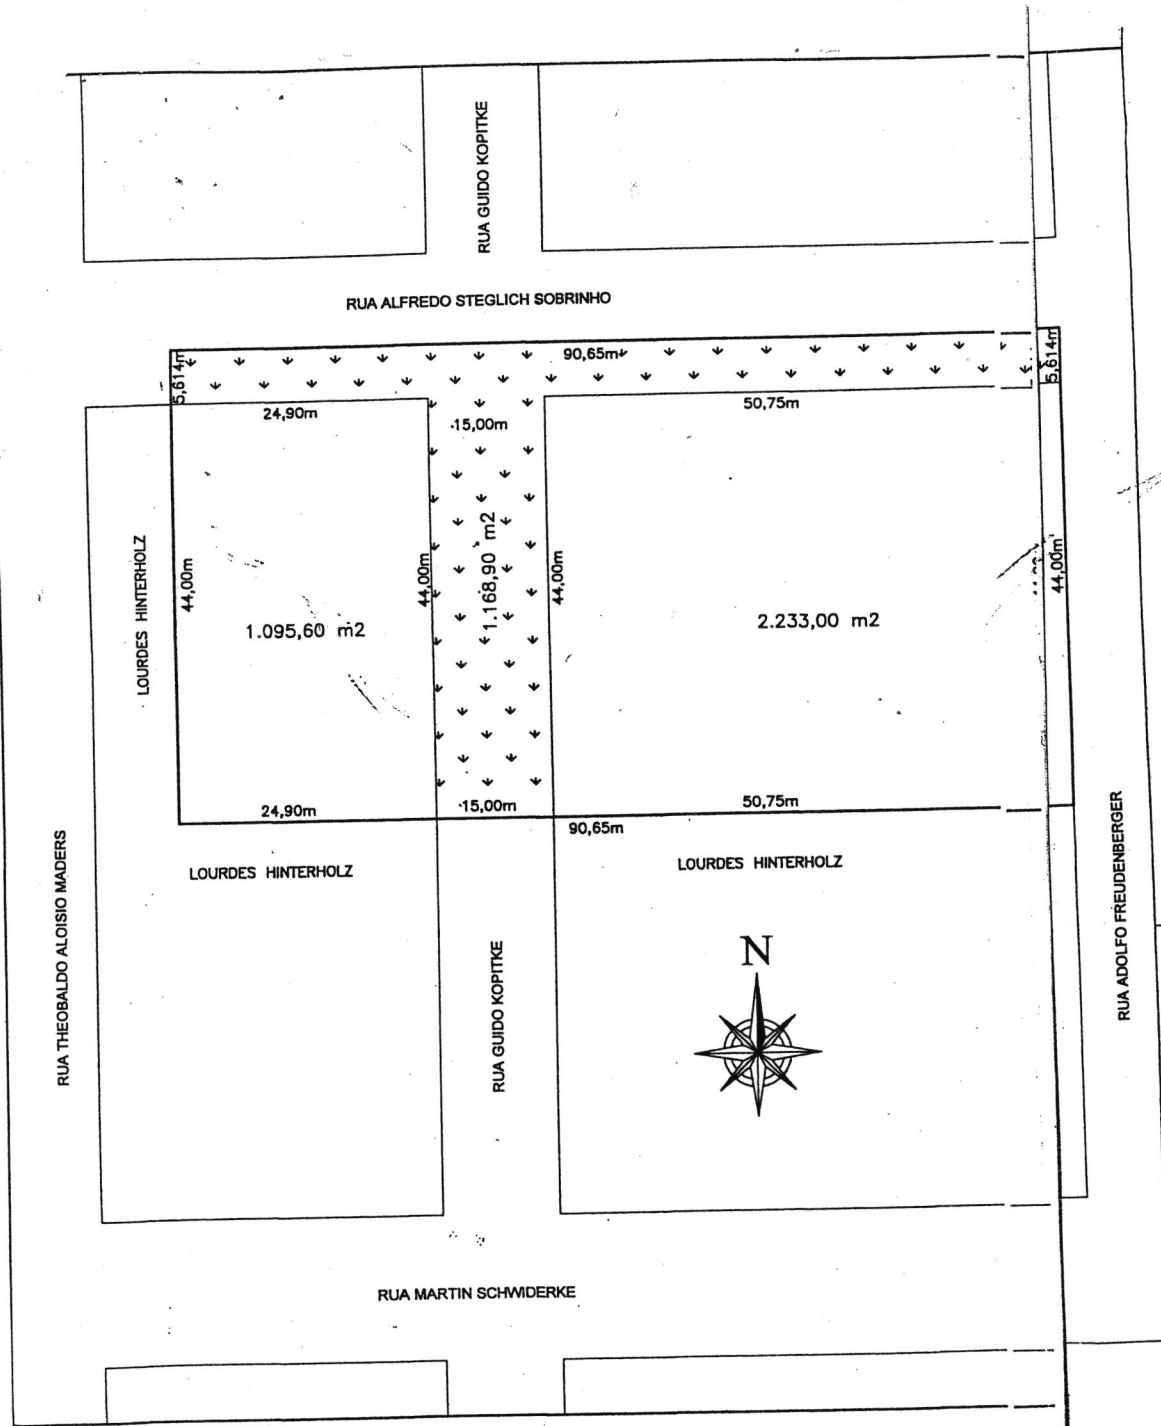 RUA GUIDO KOPITKE
RUA ALFREDO STEGLICH SOBRINHO
5,614m
90,65m
5,614m
24,90m
15,00m
50,75m
LOURDES HINTERHOLZ
44,00m
44,00m
1.168,90 m2
44,00m
44,00m
1.095,60 m2
2.233,00 m2
24,90m
15,00m
50,75m
90,65m
LOURDES HINTERHOLZ
LOURDES HINTERHOLZ
RUA THEOBALDO ALOISIO MADERS
RUA GUIDO KOPITKE
N
RUA ADOLFO FREUDENBERGER
RUA MARTIN SCHWIDERKE